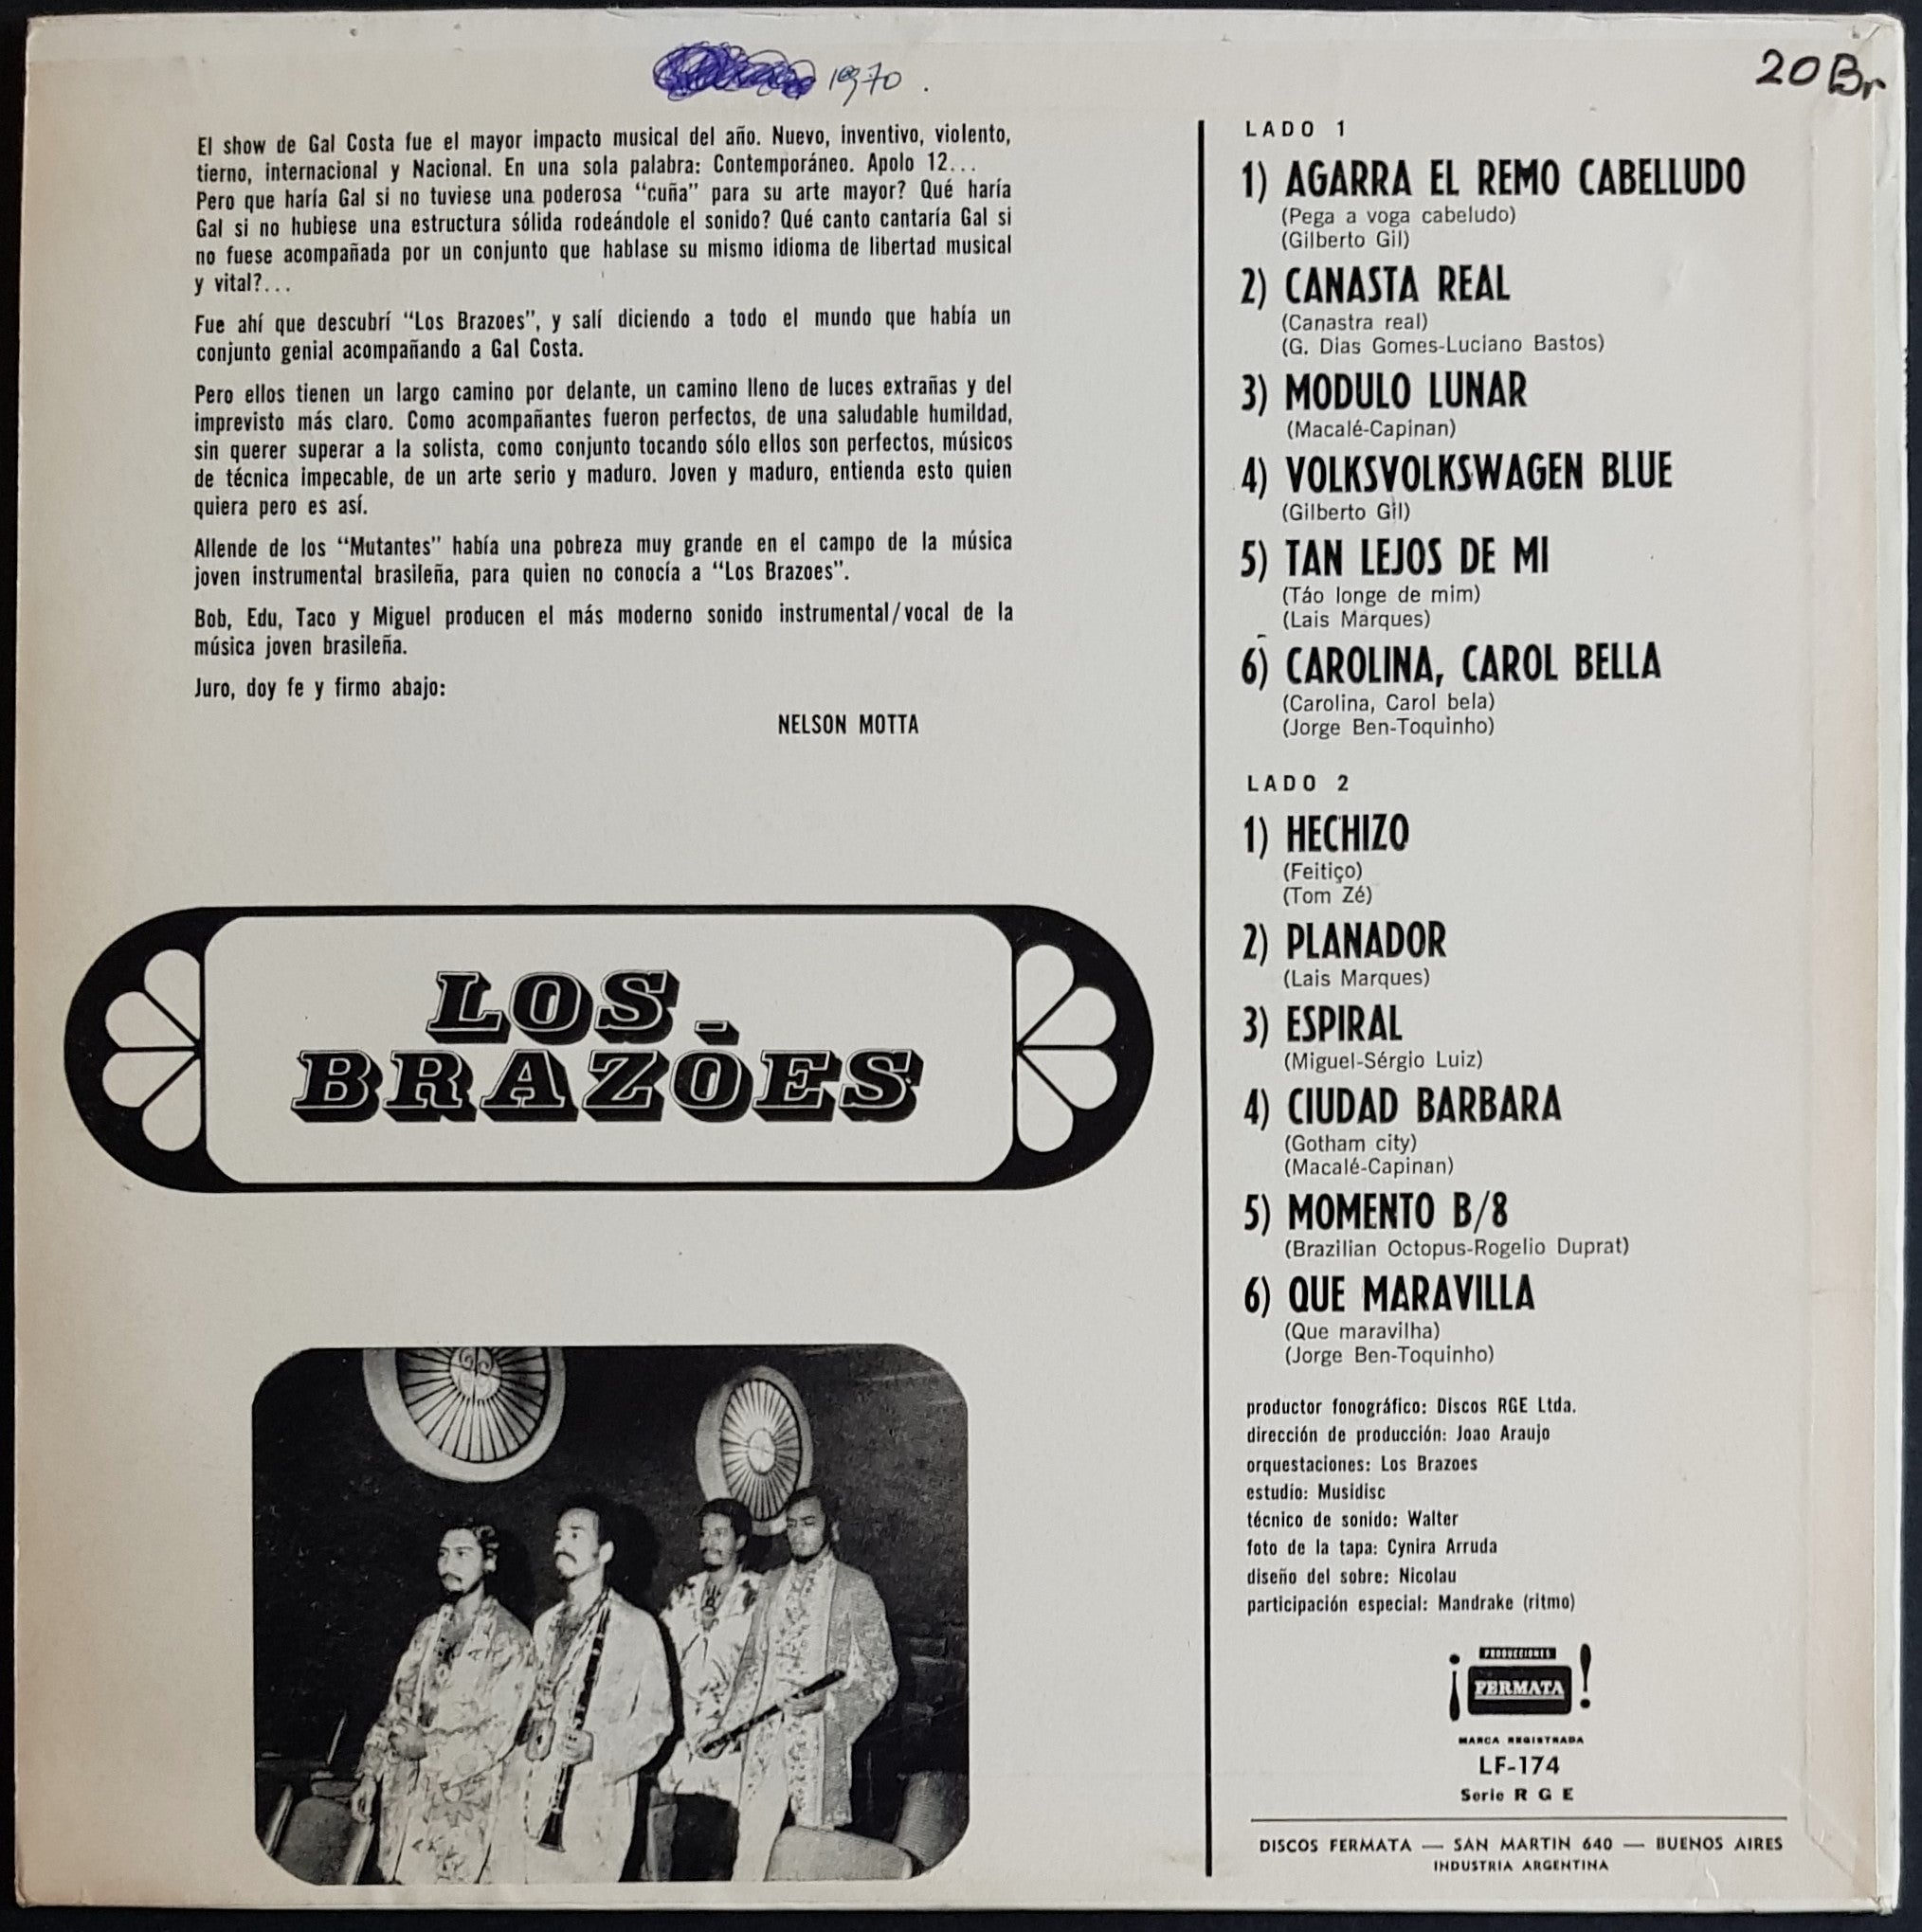 1970.
20 Br
El show de Gal Costa fue el mayor impacto musical del año. Nuevo, inventivo, violento,
tierno, internacional y Nacional. En una sola palabra: Contemporáneo. Apolo 12...
Pero que haría Gal si no tuviese una poderosa “cuña” para su arte mayor? Qué haría
Gal si no hubiese una estructura sólida rodeándole el sonido? Qué canto cantaría Gal si
no fuese acompañada por un conjunto que hablase su mismo idioma de libertad musical
y vital?...
Fue ahí que descubrí “Los Brazoes”, y salí diciendo a todo el mundo que había un
conjunto genial acompañando a Gal Costa.
Pero ellos tienen un largo camino por delante, un camino lleno de luces extrañas y del
imprevisto más claro. Como acompañantes fueron perfectos, de una saludable humildad,
sin querer superar a la solista, como conjunto tocando sólo ellos son perfectos, músicos
de técnica impecable, de un arte serio y maduro. Joven y maduro, entienda esto quien
quiera pero es así.
Allende de los “Mutantes” había una pobreza muy grande en el campo de la música
joven instrumental brasileña, para quien no conocía a “Los Brazoes”.
Bob, Edu, Taco y Miguel producen el más moderno sonido instrumental/vocal de la
música joven brasileña.
Juro, doy fe y firmo abajo:
NELSON MOTTA
LOS
BRAZÕES
LADO 1
1) AGARRA EL REMO CABELLUDO
(Pega a voga cabeludo)
(Gilberto Gil)
2) CANASTA REAL
(Canastra real)
(G. Dias Gomes-Luciano Bastos)
3) MODULO LUNAR
(Macalé-Capinan)
4) VOLKSVOLKSWAGEN BLUE
(Gilberto Gil)
5) TAN LEJOS DE MI
(Táo longe de mim)
(Lais Marques)
6) CAROLINA, CAROL BELLA
(Carolina, Carol bela)
(Jorge Ben-Toquinho)
LADO 2
1) HECHIZO
(Feitiço)
(Tom Zé)
2) PLANADOR
(Lais Marques)
3) ESPIRAL
(Miguel-Sérgio Luiz)
4) CIUDAD BARBARA
(Gotham city)
(Macalé-Capinan)
5) MOMENTO B/8
(Brazilian Octopus-Rogelio Duprat)
6) QUE MARAVILLA
(Que maravilha)
(Jorge Ben-Toquinho)
productor fonográfico: Discos RGE Ltda.
dirección de producción: Joao Araujo
orquestaciones: Los Brazoes
estudio: Musidisc
técnico de sonido: Walter
foto de la tapa: Cynira Arruda
diseño del sobre: Nicolau
participación especial: Mandrake (ritmo)
PRODUCCIONES
¡FERMATA!
MARCA REGISTRADA
LF-174
Serie R G E
DISCOS FERMATA — SAN MARTIN 640 — BUENOS AIRES
INDUSTRIA ARGENTINA